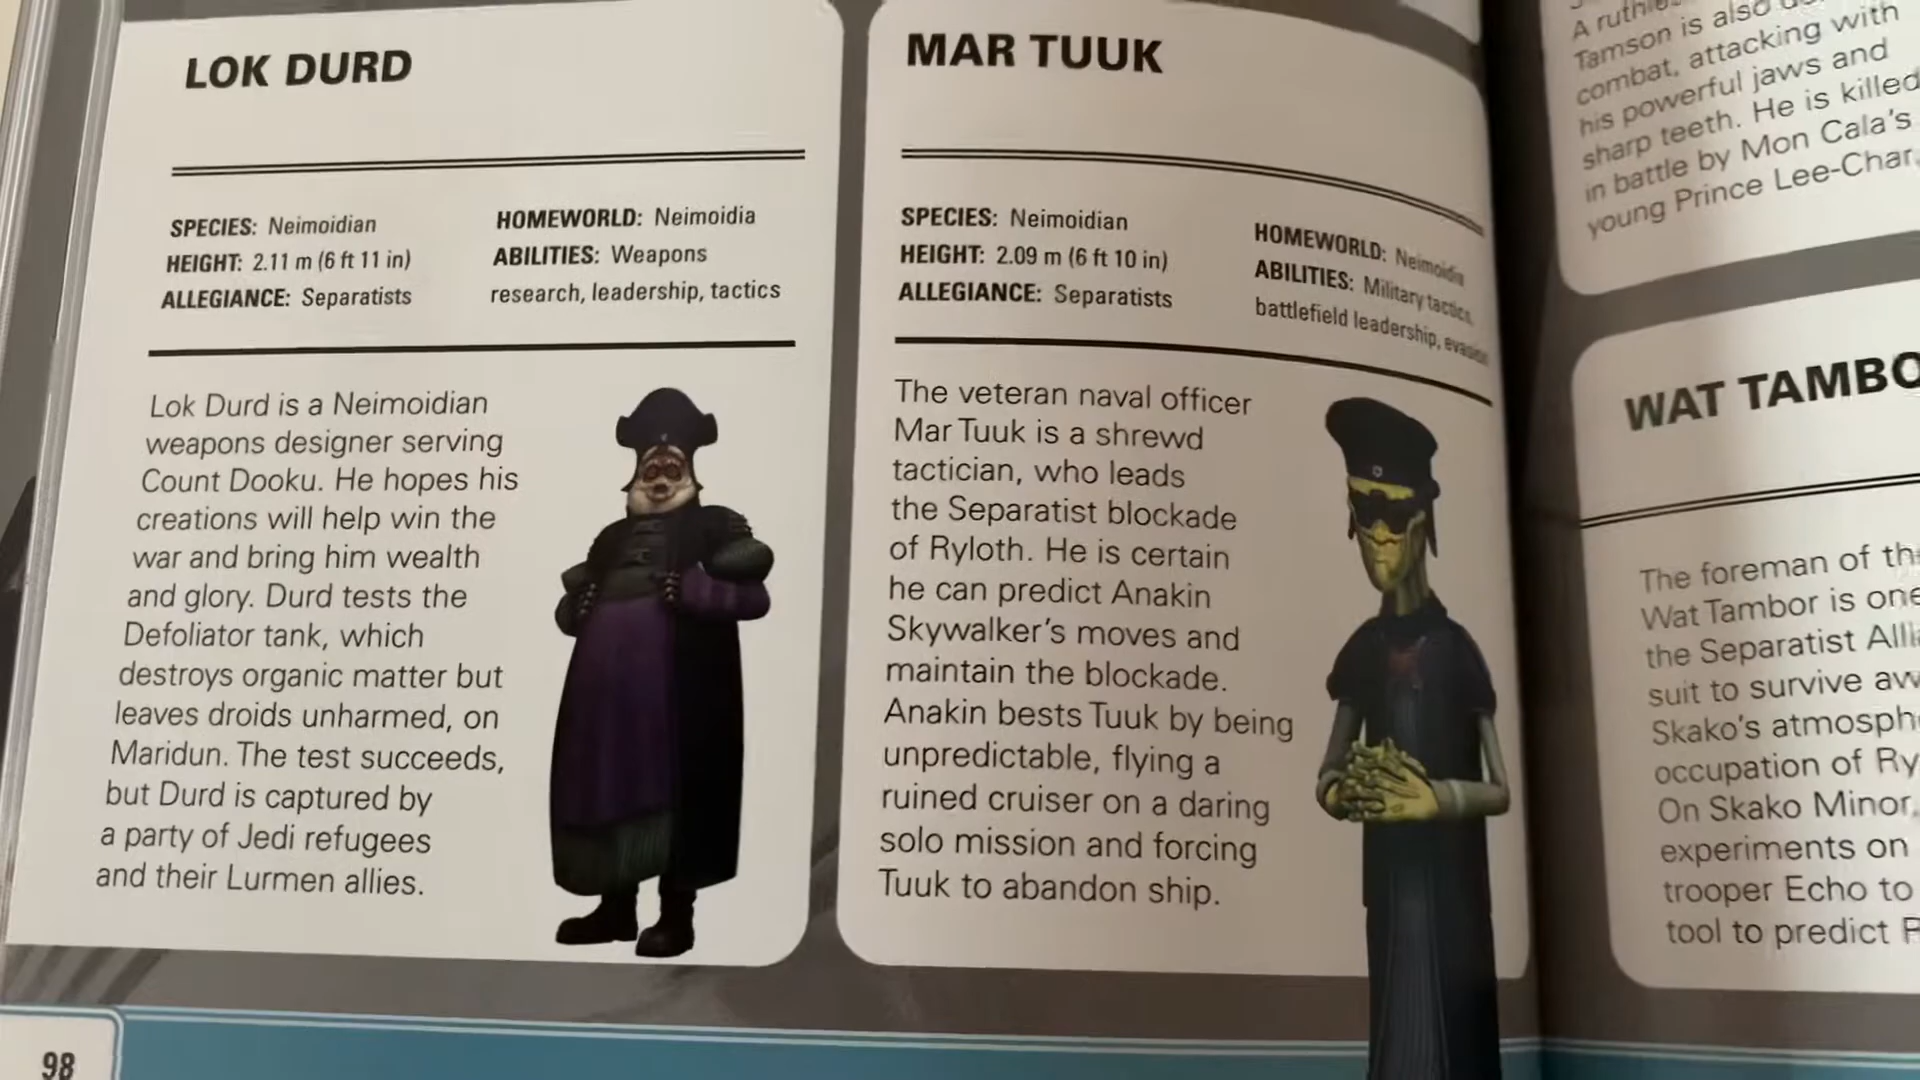 LOK DURD
SPECIES: Neimoidian
HEIGHT: 2.11 m (6 ft 11 in)
ALLEGIANCE: Separatists
HOMEWORLD: Neimoidia
ABILITIES: Weapons
research, leadership, tactics
Lok Durd is a Neimoidian
weapons designer serving
Count Dooku. He hopes his
creations will help win the
war and bring him wealth
and glory. Durd tests the
Defoliator tank, which
destroys organic matter but
leaves droids unharmed, on
Maridun. The test succeeds,
but Durd is captured by
a party of Jedi refugees
and their Lurmen allies.
98
MAR TUUK
SPECIES: Neimoidian
HEIGHT: 2.09 m (6 ft 10 in)
ALLEGIANCE: Separatists
HOMEWORLD: Neimoidia
ABILITIES: Military tactics,
battlefield leadership, evasion
The veteran naval officer
Mar Tuuk is a shrewd
tactician, who leads
the Separatist blockade
of Ryloth. He is certain
he can predict Anakin
Skywalker's moves and
maintain the blockade.
Anakin bests Tuuk by being
unpredictable, flying a
ruined cruiser on a daring
solo mission and forcing
Tuuk to abandon ship.
A
Tamson is also
combat, attacking with
his powerful jaws and
sharp teeth. He is killed
in battle by Mon Cala's
young Prince Lee-Char.
WAT TAMBO
The foreman of
Wat Tambor is one
the Separatist
suit to survive
Skako's
occupation of
On Skako Minor,
experiments on
trooper Echo to
tool to predict